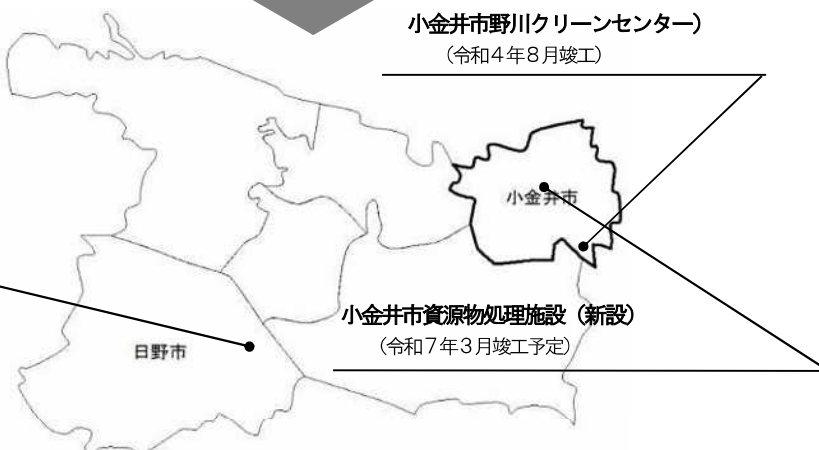 小金井市野川クリーンセンター）
（令和４年８月竣工）
小金井市
小金井市資源物処理施設（新設）
（令和７年３月竣工予定）
日野市